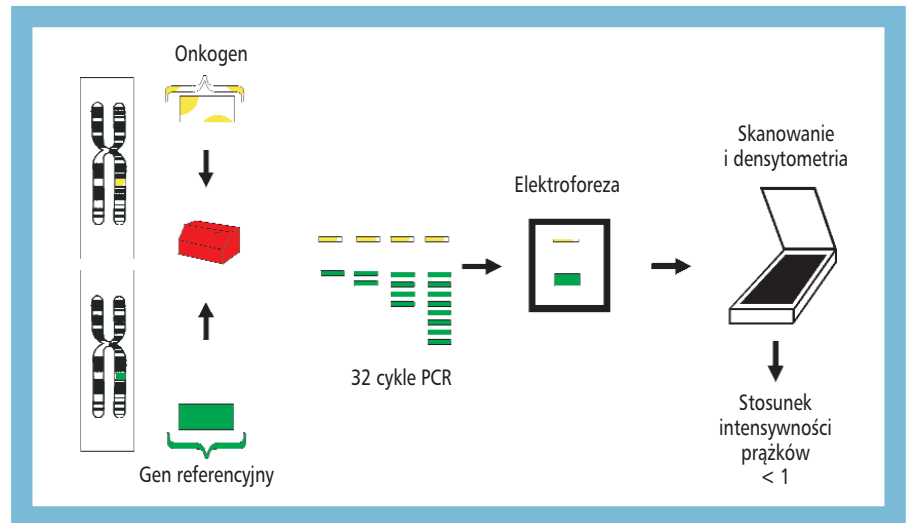 Onkogen
Gen referencyjny
32 cykle PCR
Elektroforeza
Skanowanie
i densytometria
Stosunek
intensywności
prążków
< 1